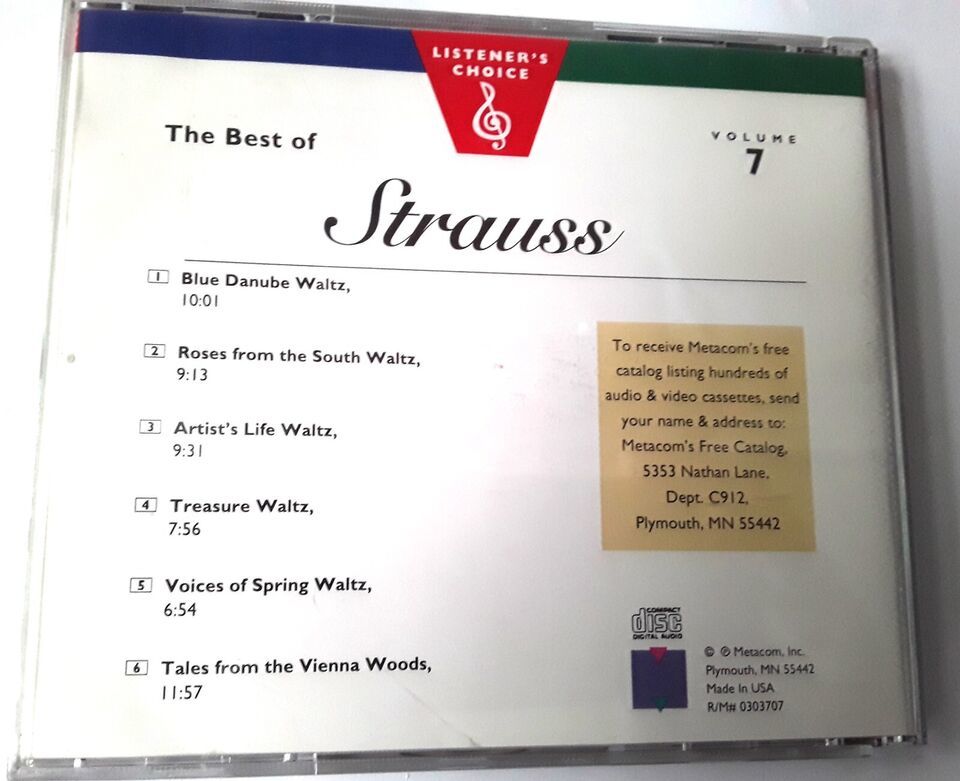 LISTENER'S
CHOICE
The Best of
VOLUME
7
Strauss
1 Blue Danube Waltz,
10:01
2 Roses from the South Waltz,
9:13
3 Artist's Life Waltz,
9:31
4 Treasure Waltz,
7:56
5 Voices of Spring Waltz,
6:54
6 Tales from the Vienna Woods,
11:57
To receive Metacom's free
catalog listing hundreds of
audio & video cassettes, send
your name & address to:
Metacom's Free Catalog,
5353 Nathan Lane,
Dept. C912,
Plymouth, MN 55442
COMPACT
disc
DIGITAL AUDIO
© ℗ Metacom, Inc.
Plymouth, MN 55442
Made In USA
R/M# 0303707